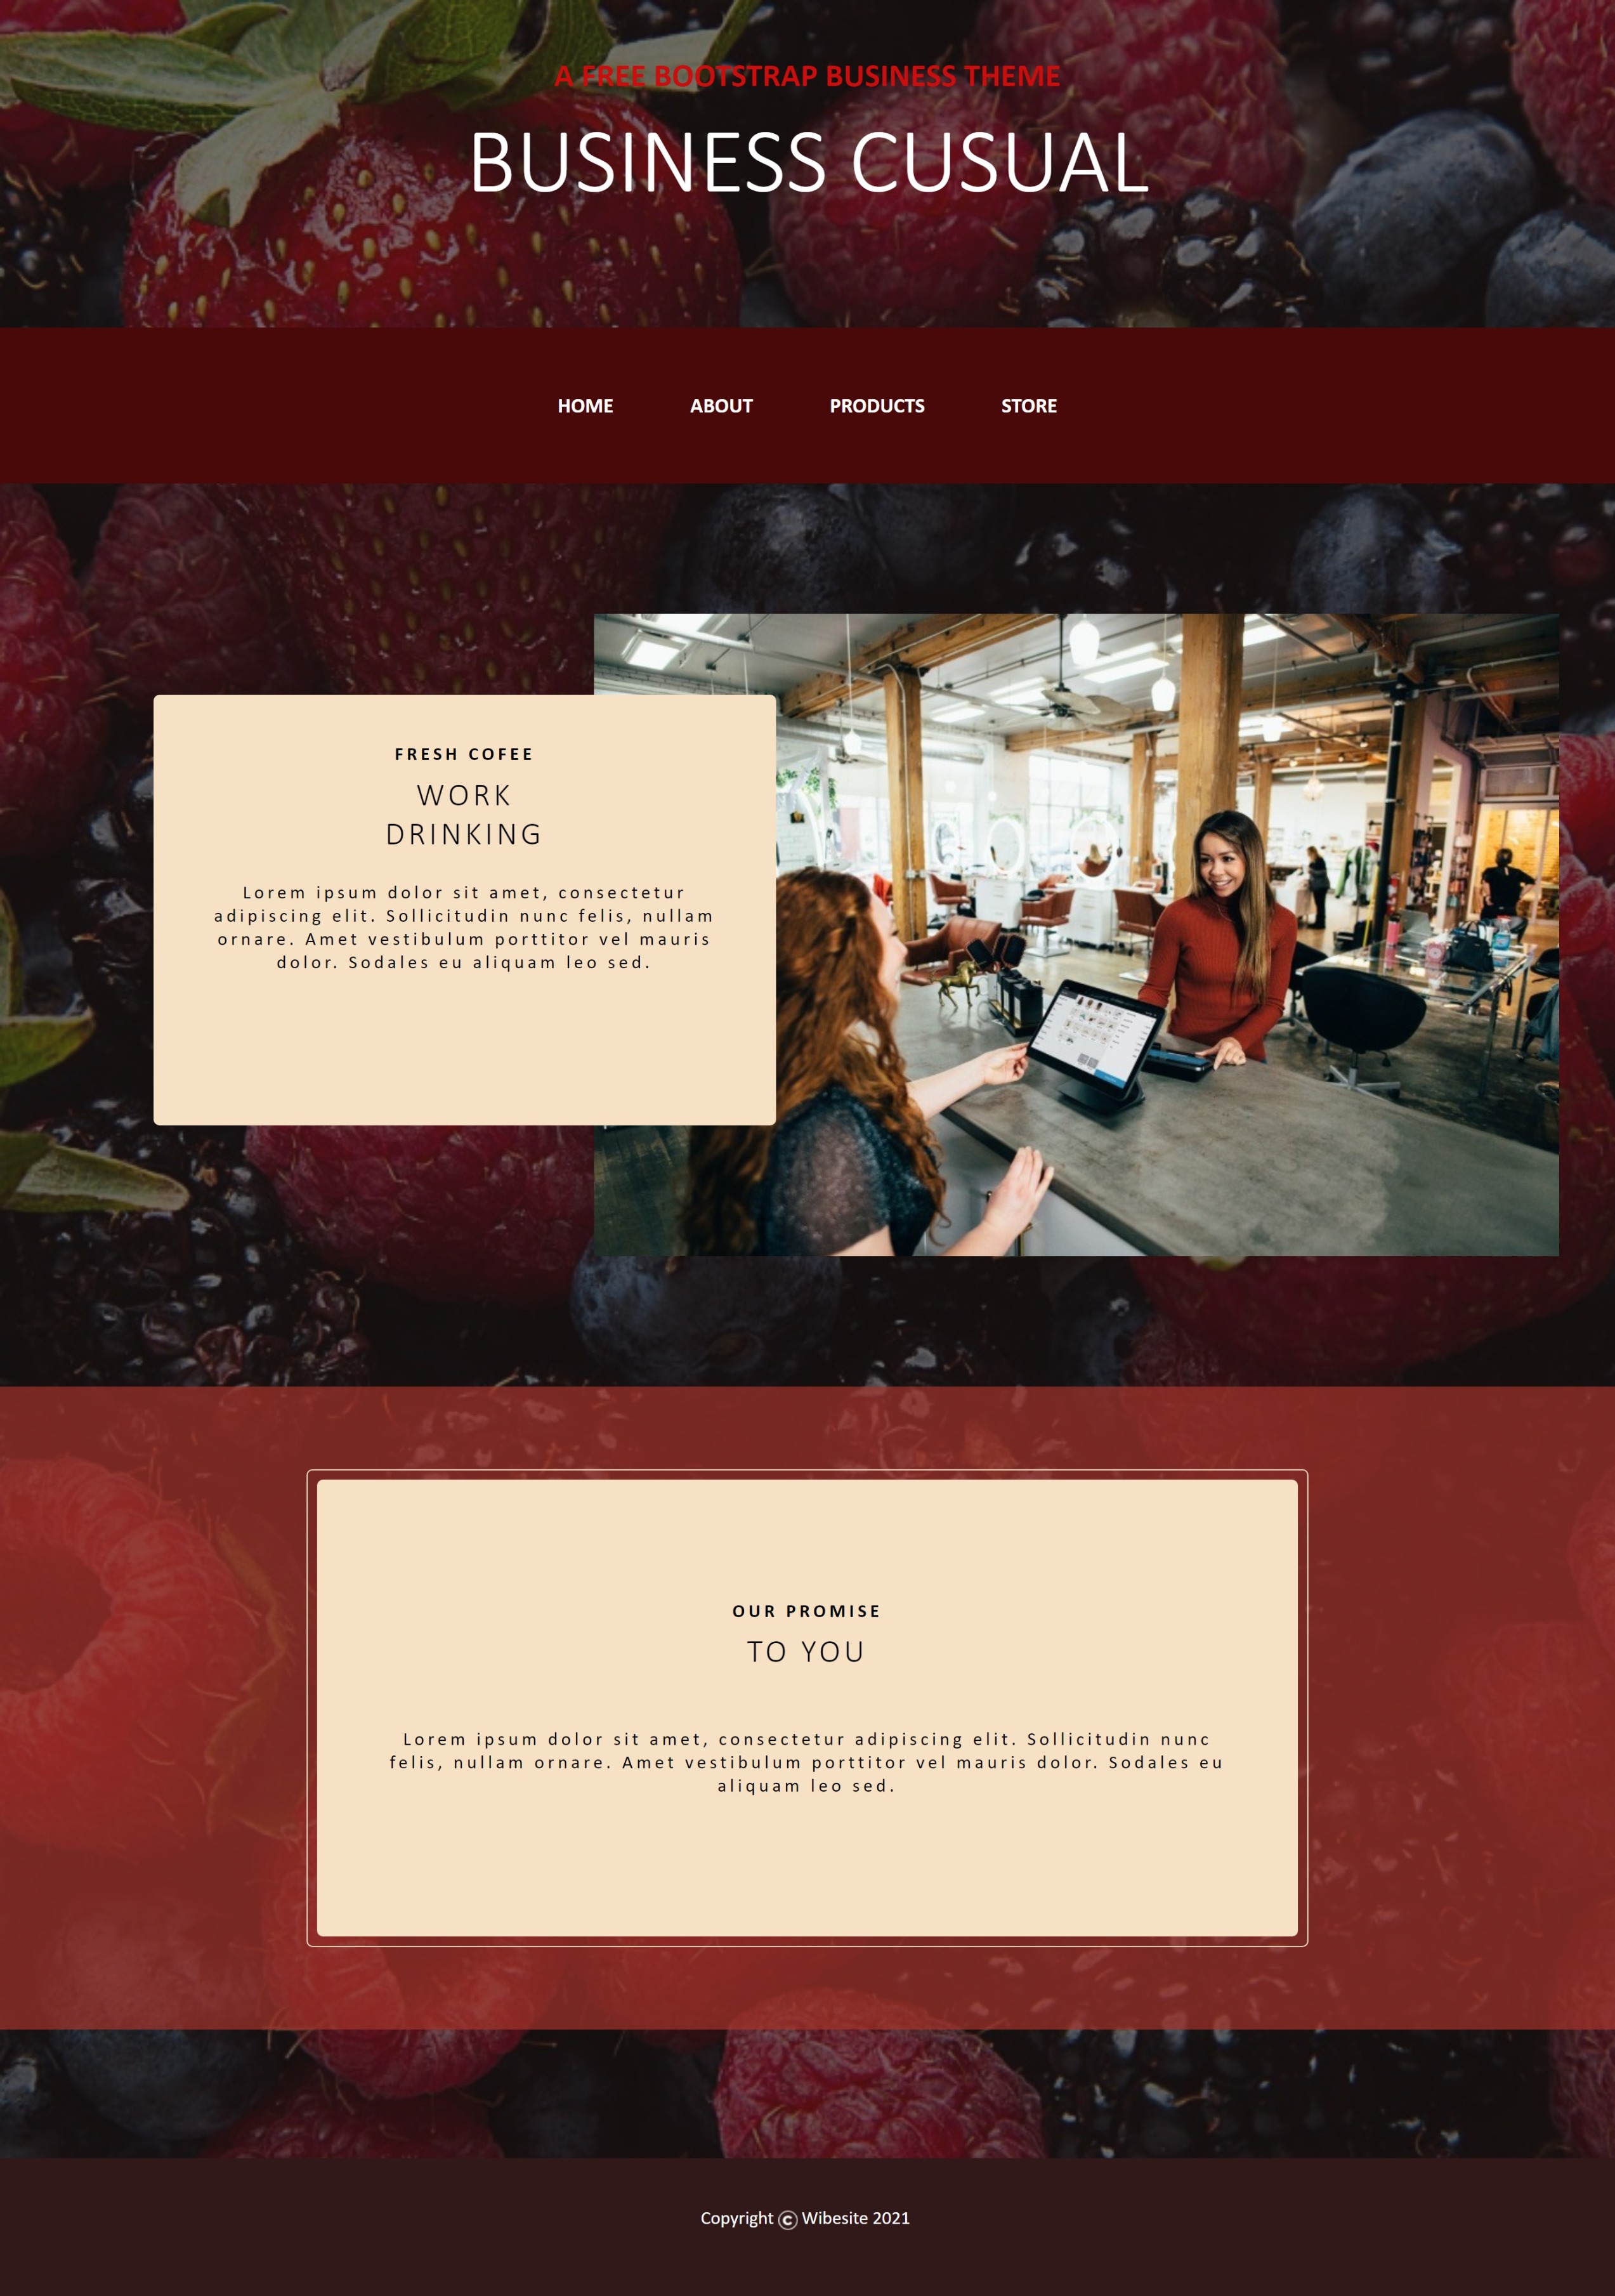 A FREE BOOTSTRAP BUSINESS THEME
BUSINESS CUSUAL
HOME ABOUT PRODUCTS STORE
FRESH COFEE
WORK
DRINKING
Lorem ipsum dolor sit amet, consectetur
adipiscing elit. Sollicitudin nunc felis, nullam
ornare. Amet vestibulum porttitor vel mauris
dolor. Sodales eu aliquam leo sed.
OUR PROMISE
TO YOU
Lorem ipsum dolor sit amet, consectetur adipiscing elit. Sollicitudin nunc
felis, nullam ornare. Amet vestibulum porttitor vel mauris dolor. Sodales eu
aliquam leo sed.
Copyright © Wibesite 2021